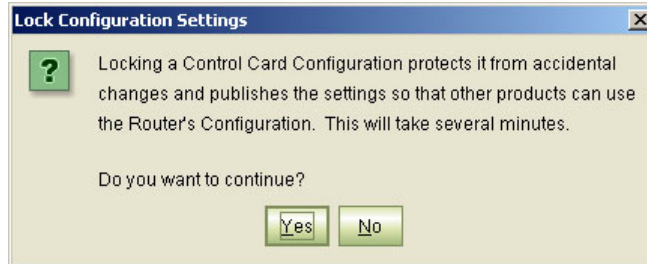 Lock Configuration Settings
?
Locking a Control Card Configuration protects it from accidental
changes and publishes the settings so that other products can use
the Router's Configuration. This will take several minutes.
Do you want to continue?
Yes No